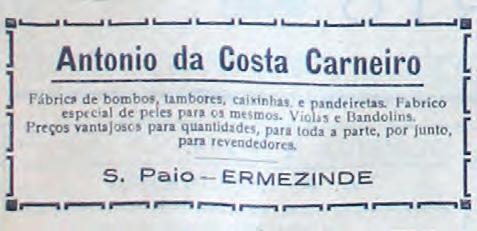 Antonio da Costa Carneiro
Fábrica de bombos, tambores, caixinhas, e pandeiretas. Fabrico
especial de peles para os mesmos. Violas e Bandolins.
Preços vantajosos para quantidades, para toda a parte, por junto,
para revendedores.
S. Paio — ERMEZINDE